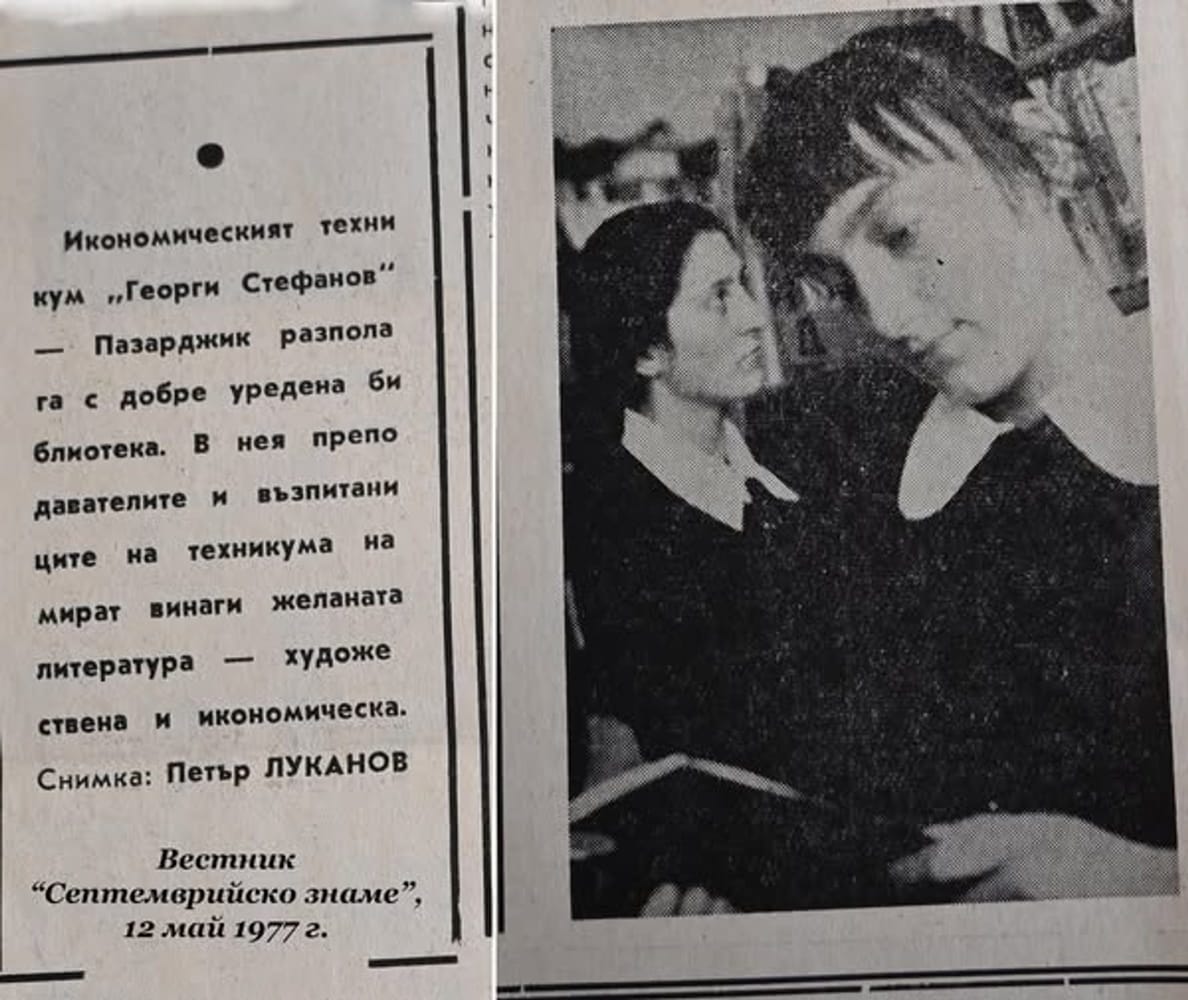 Икономическият техни
кум „Георги Стефанов“
— Пазарджик разпола
га с добре уредена би
блиотека. В нея препо
давателите и възпитани
ците на техникума на
мират винаги желаната
литература — художе
ствена и икономическа.
Снимка: Петър ЛУКАНОВ
Вестник
“Септемврийско знаме”,
12 май 1977 г.